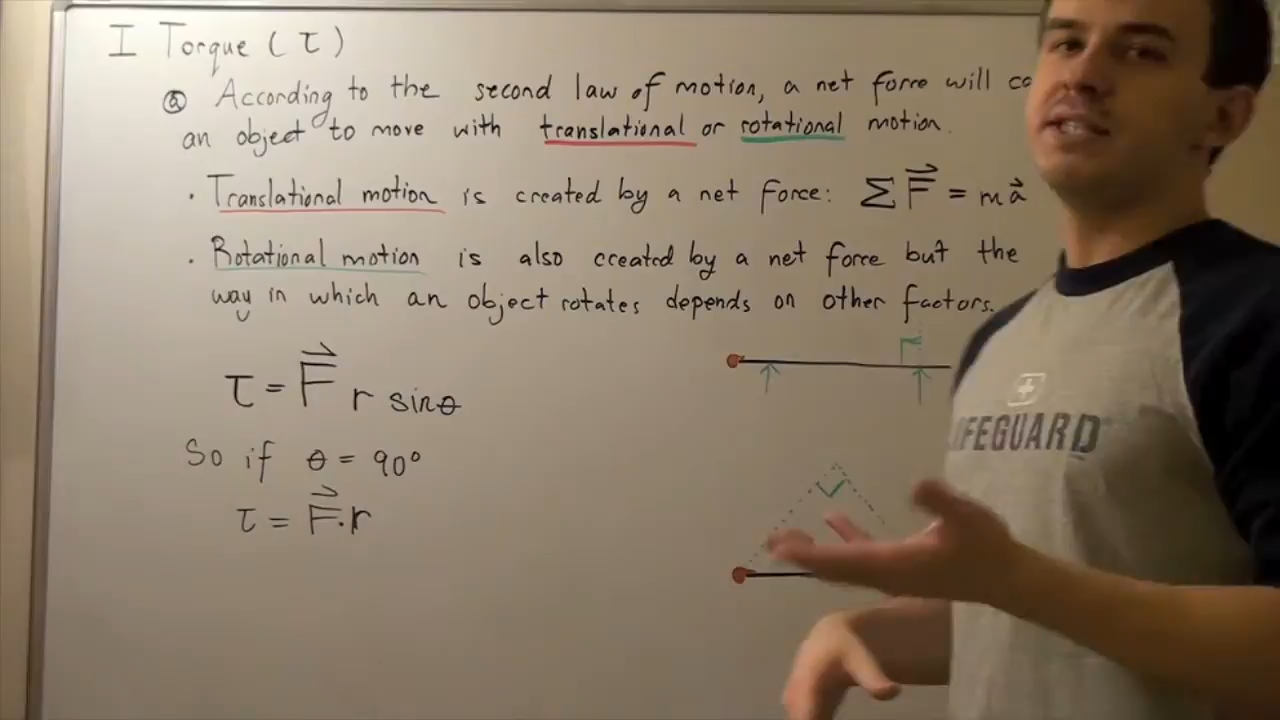 I Torque (τ)
ⓐ According to the second law of motion, a net force will
an object to move with translational or rotational motion.
· Translational motion is created by a net force: ΣF⃗ = ma⃗
· Rotational motion is also created by a net force but the
way in which an object rotates depends on other factors.
τ = F⃗ r sinθ
So if θ = 90°
τ = F⃗·r
LIFEGUARD